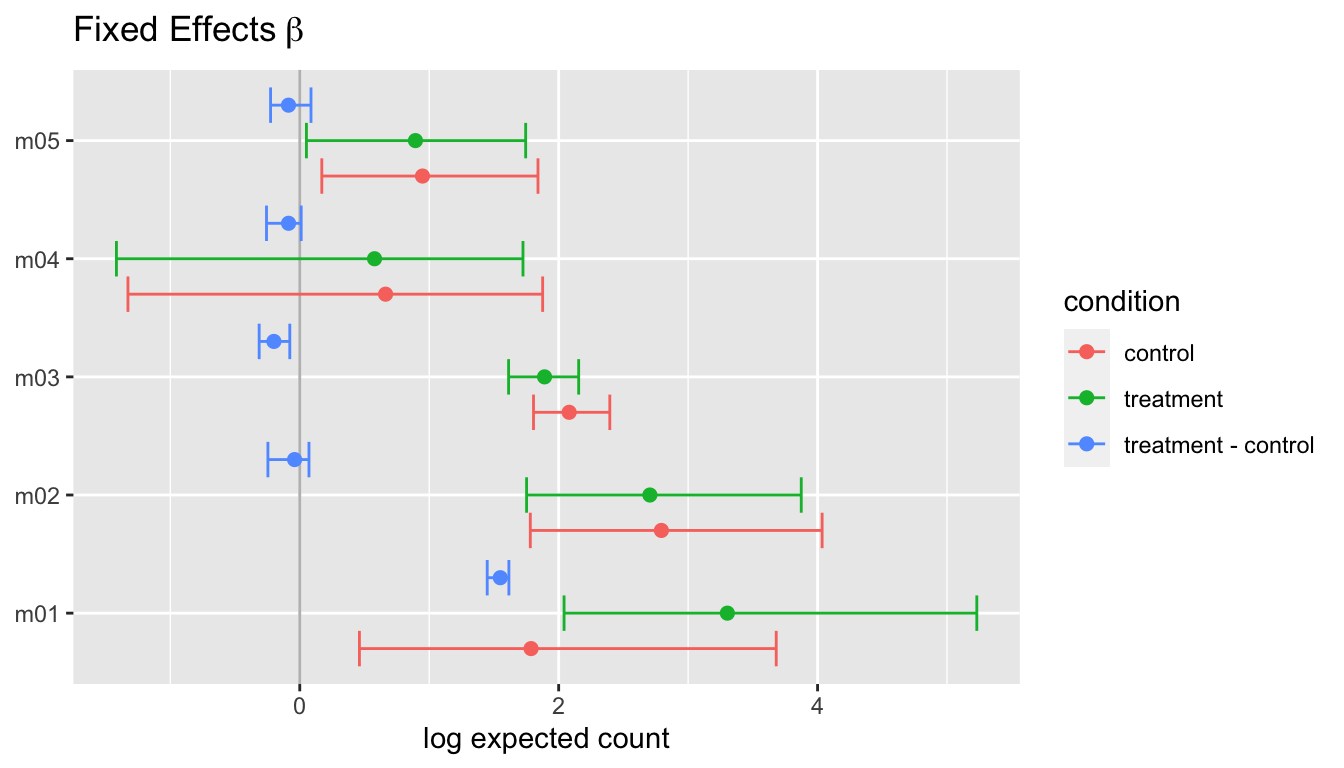 Fixed Effects β
m05
m04
m03
m02
m01
0 2 4
log expected count
condition
control
treatment
treatment - control